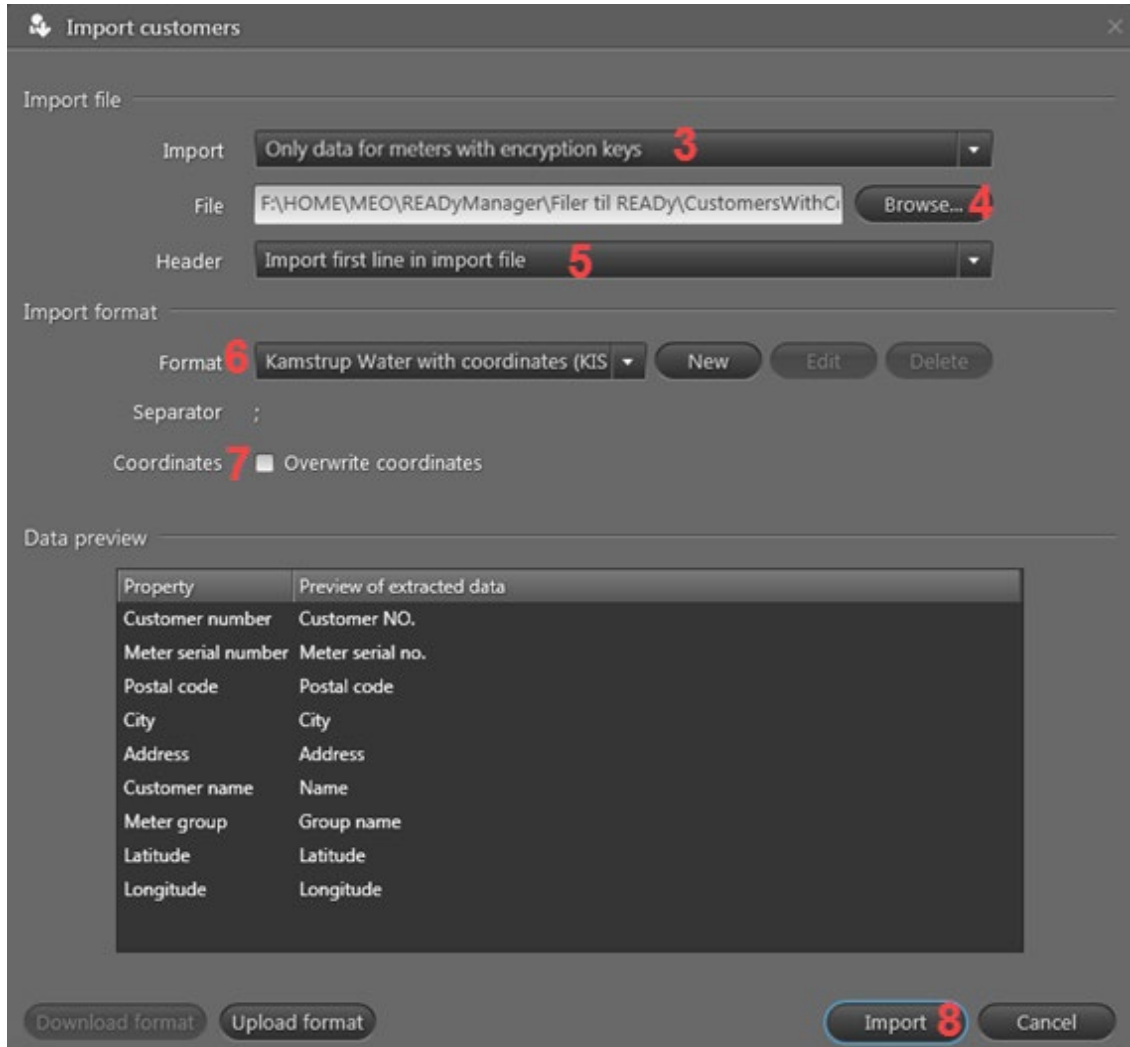 Import customers
Import file
Import Only data for meters with encryption keys 3
File F:\HOME\MEO\READyManager\Filer til READy\CustomersWithC Browse... 4
Header Import first line in import file 5
Import format
Format 6 Kamstrup Water with coordinates (KIS New Edit Delete
Separator ;
Coordinates 7 Overwrite coordinates
Data preview
Property Preview of extracted data
Customer number Customer NO.
Meter serial number Meter serial no.
Postal code Postal code
City City
Address Address
Customer name Name
Meter group Group name
Latitude Latitude
Longitude Longitude
Download format Upload format Import 8 Cancel